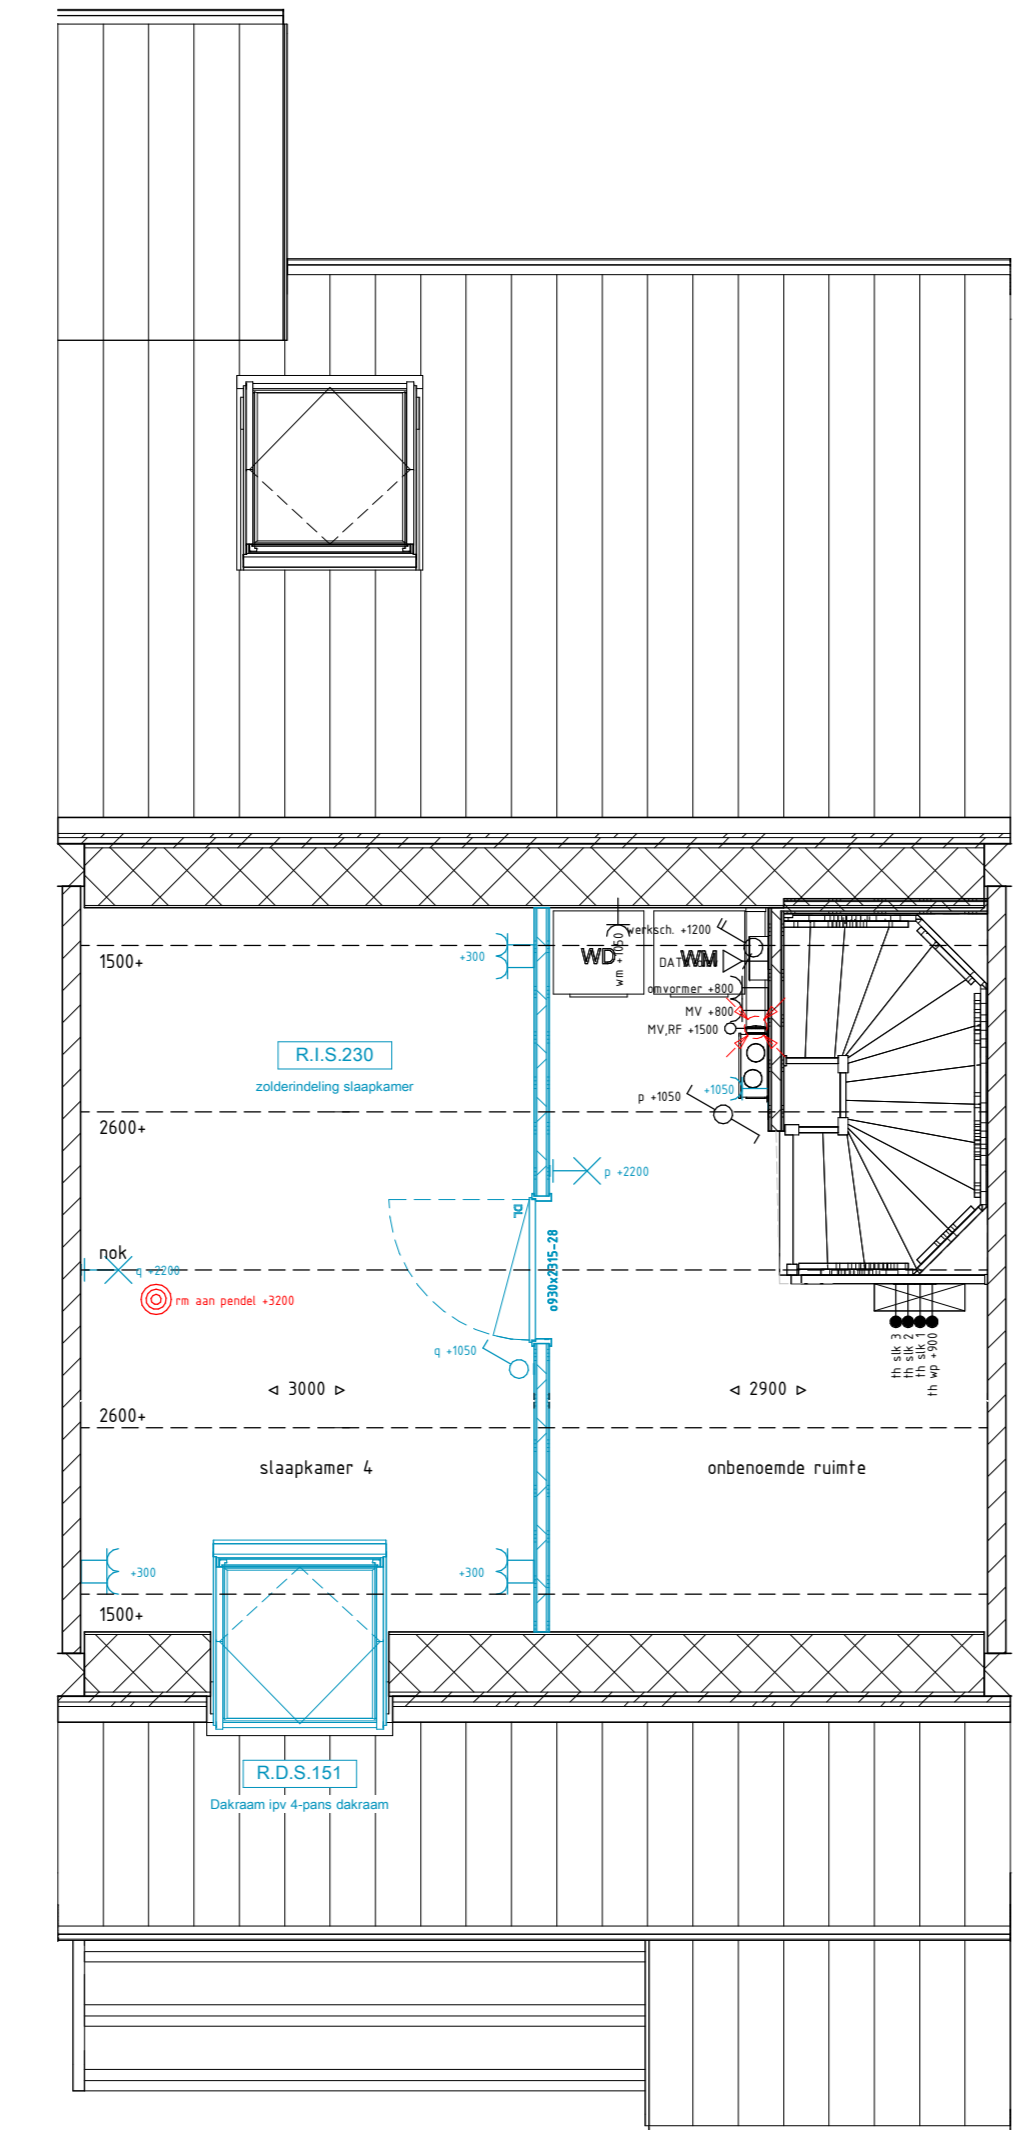 werksch. +1200
1500+
+300
WD
wm +1050
WM
omvormer +800
MV +800
MV,RF +1500
R.I.S.230
zolderindeling slaapkamer
+1050
p +1050
2600+
p +2200
DL
nok
q +2200
o930x2315-28
rm aan pendel +3200
q +1050
th slk 3
th slk 2
th slk 1
th wp +900
3000
2900
2600+
slaapkamer 4
onbenoemde ruimte
+300
+300
1500+
R.D.S.151
Dakraam ipv 4-pans dakraam